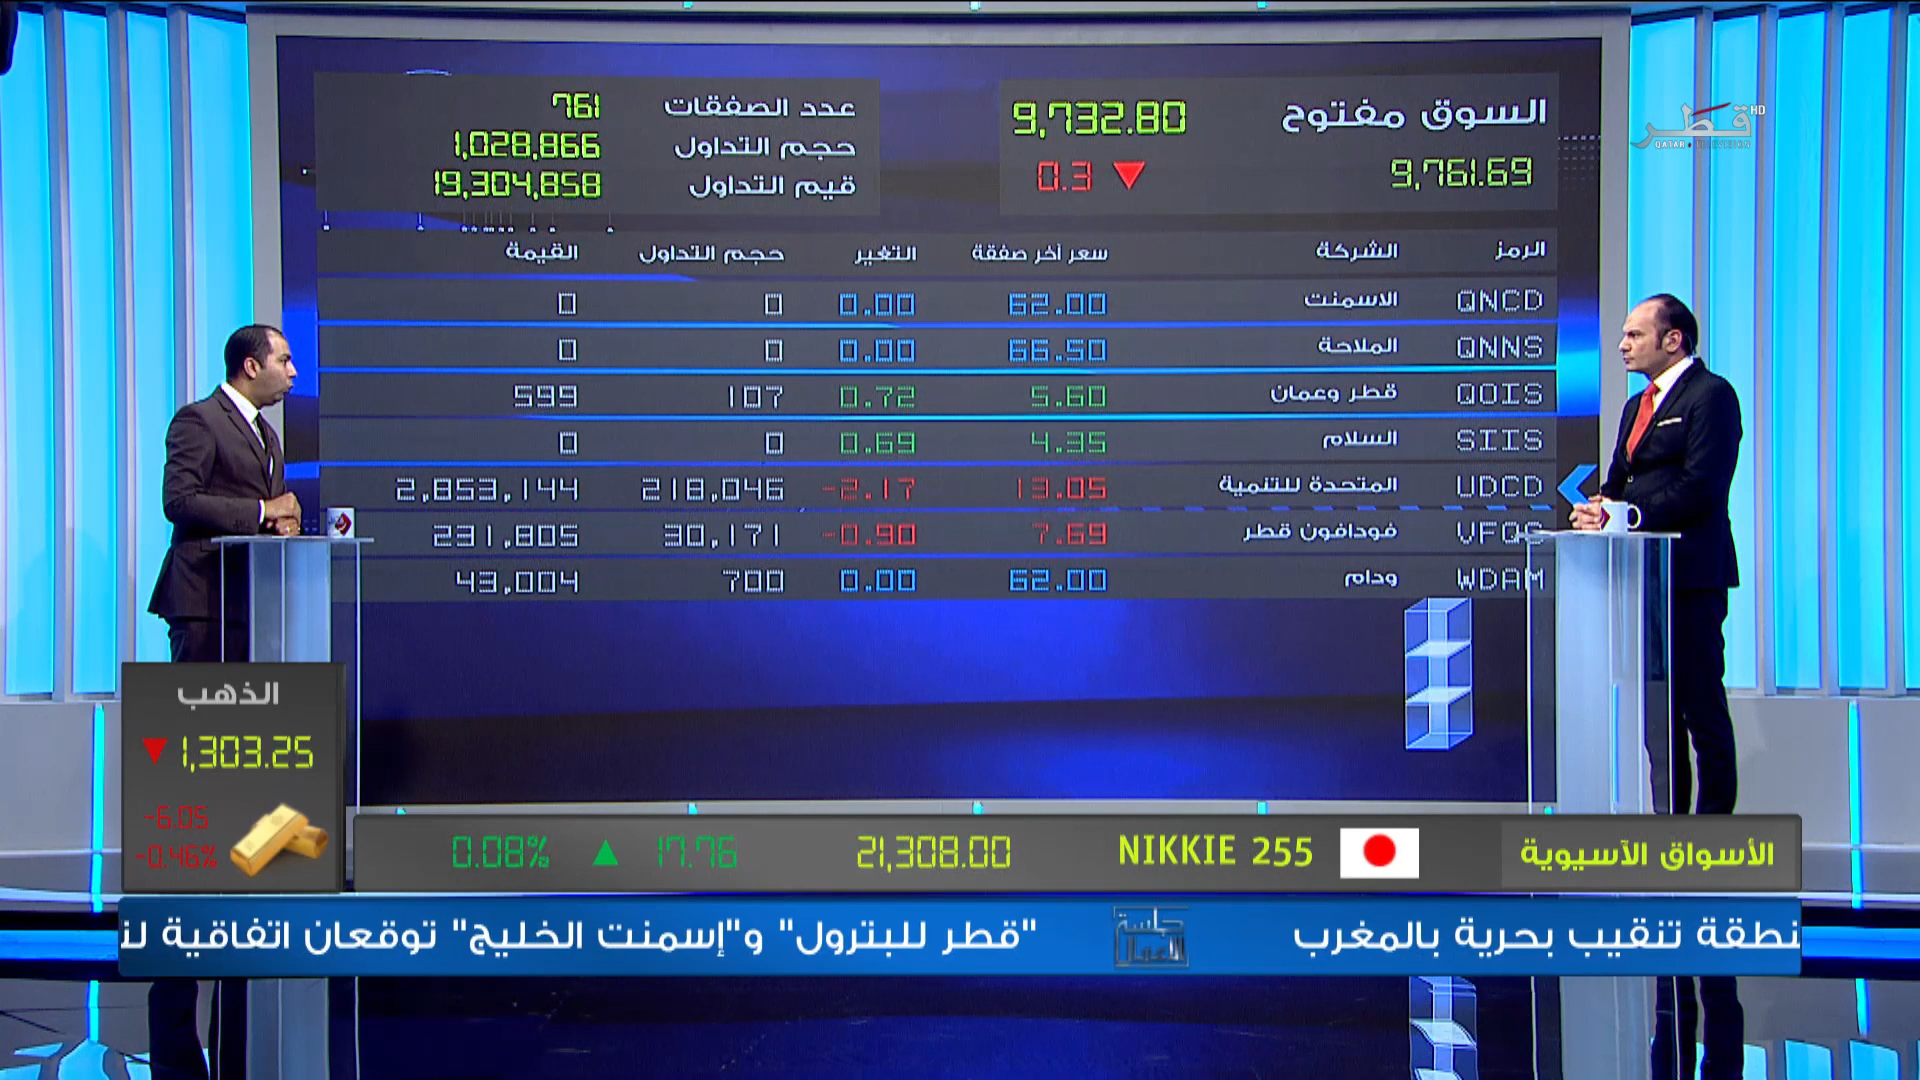 قطر HD
QATAR TELEVISION
السوق مفتوح 9,732.80
9,761.69 0.3
عدد الصفقات 761
حجم التداول 1,028,866
قيم التداول 19,304,858
الرمز الشركة سعر آخر صفقة التغير حجم التداول القيمة
QNCD الاسمنت 62.00 0.00 0 0
QNNS الملاحة 66.50 0.00 0 0
QOIS قطر وعمان 5.60 0.72 107 599
SIIS السلام 4.35 0.69 0 0
UDCD المتحدة للتنمية 13.05 -2.17 218,046 2,853,144
VFQS فودافون قطر 7.69 -0.90 30,171 231,805
WDAM ودام 62.00 0.00 700 43,004
الذهب
1,303.25
-6.05
-0.46%
الأسواق الآسيوية NIKKIE 255 21,308.00 17.76 0.08%
نطقة تنقيب بحرية بالمغرب جلسة الأعمال "قطر للبترول" و"إسمنت الخليج" توقعان اتفاقية لت